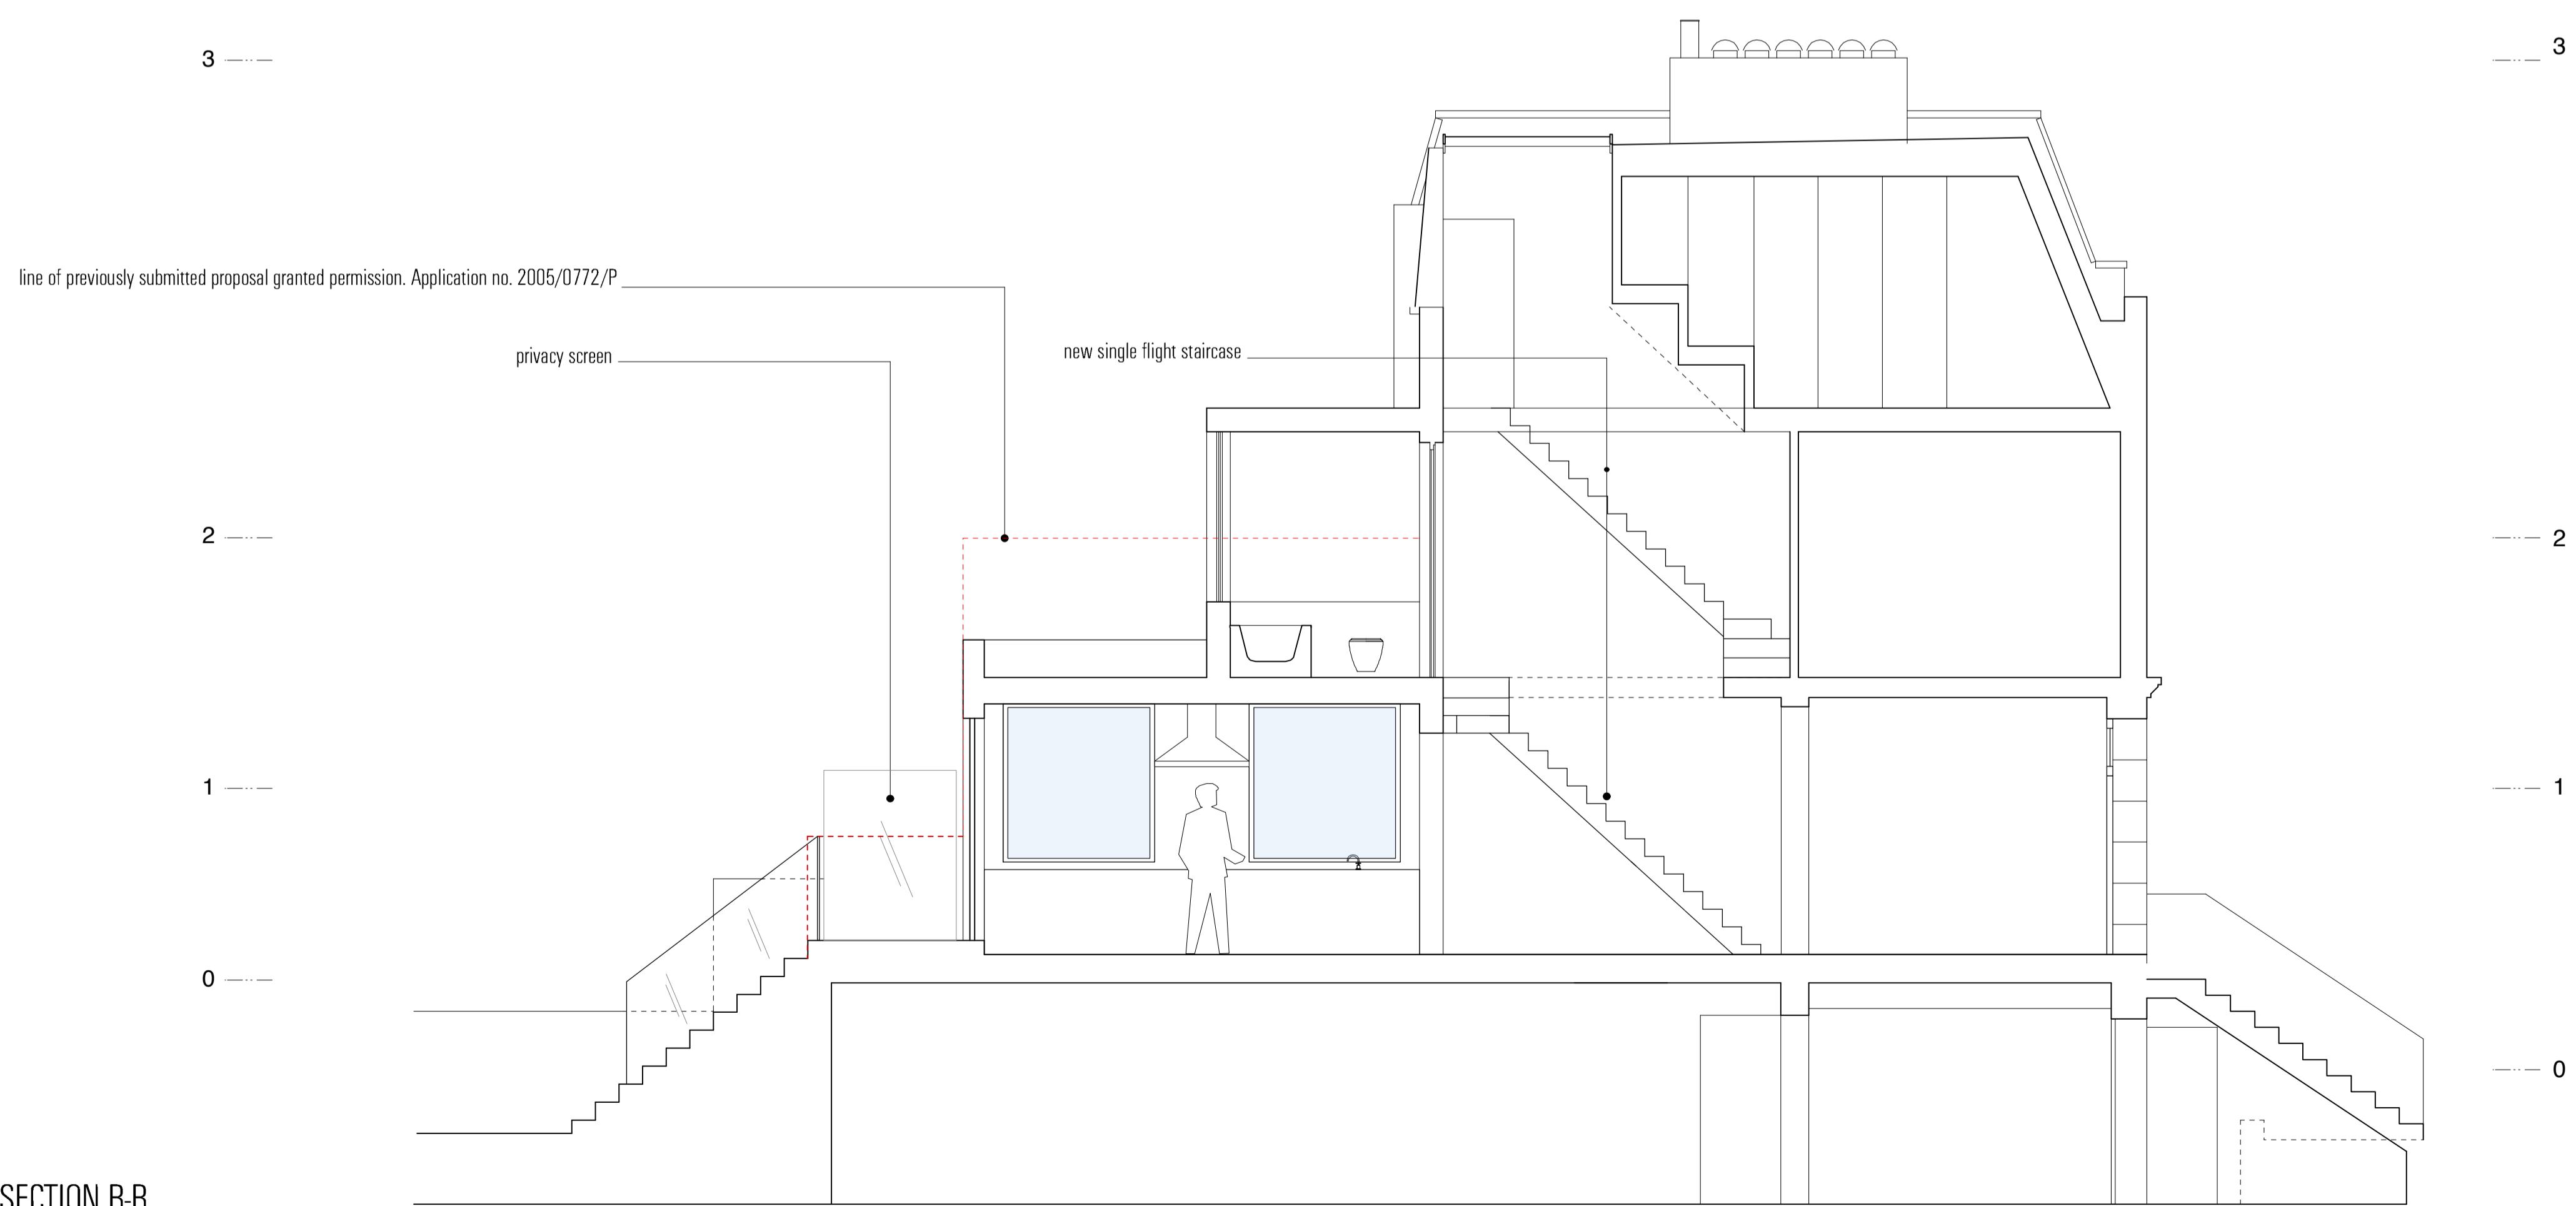 3
3
line of previously submitted proposal granted permission. Application no. 2005/0772/P
privacy screen
new single flight staircase
2
2
1
1
0
0
SECTION B-B